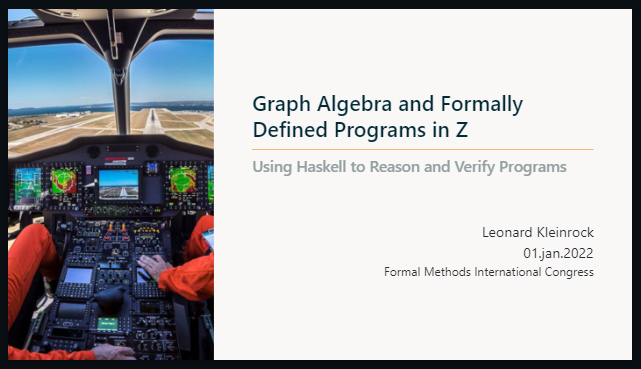 Graph Algebra and Formally
Defined Programs in Z
Using Haskell to Reason and Verify Programs
Leonard Kleinrock
01.jan.2022
Formal Methods International Congress